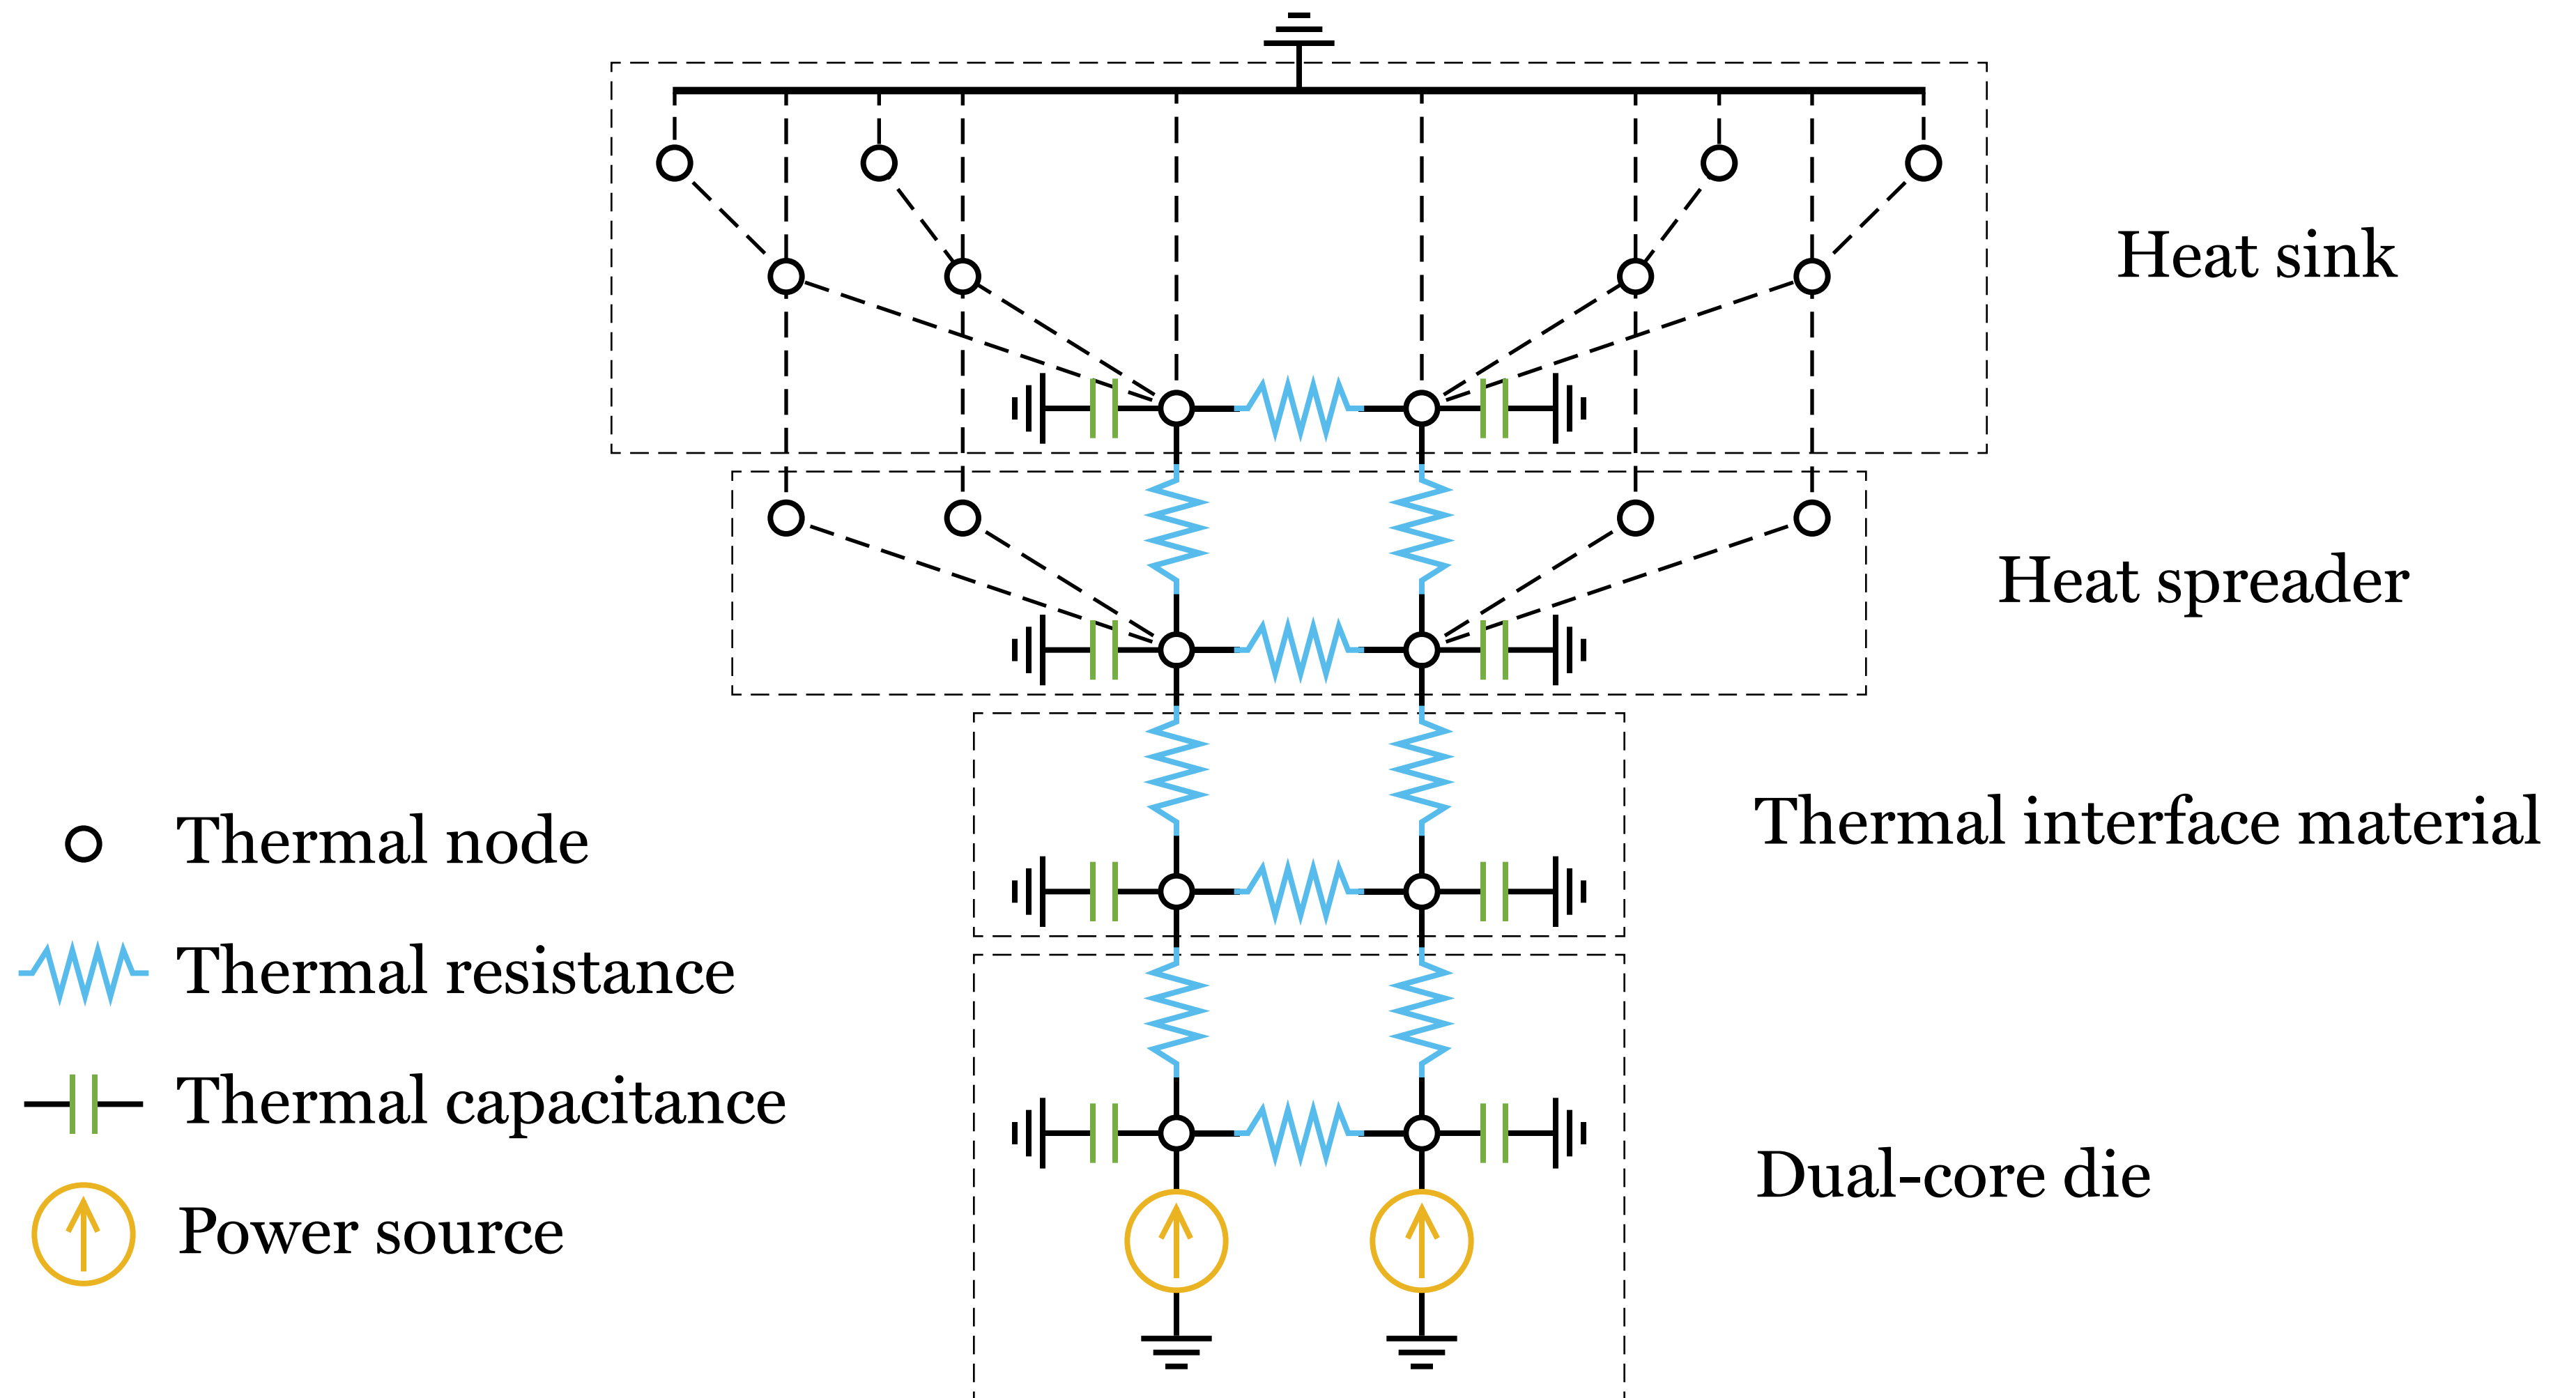 Heat sink
Heat spreader
Thermal interface material
Dual-core die
Thermal node
Thermal resistance
Thermal capacitance
Power source